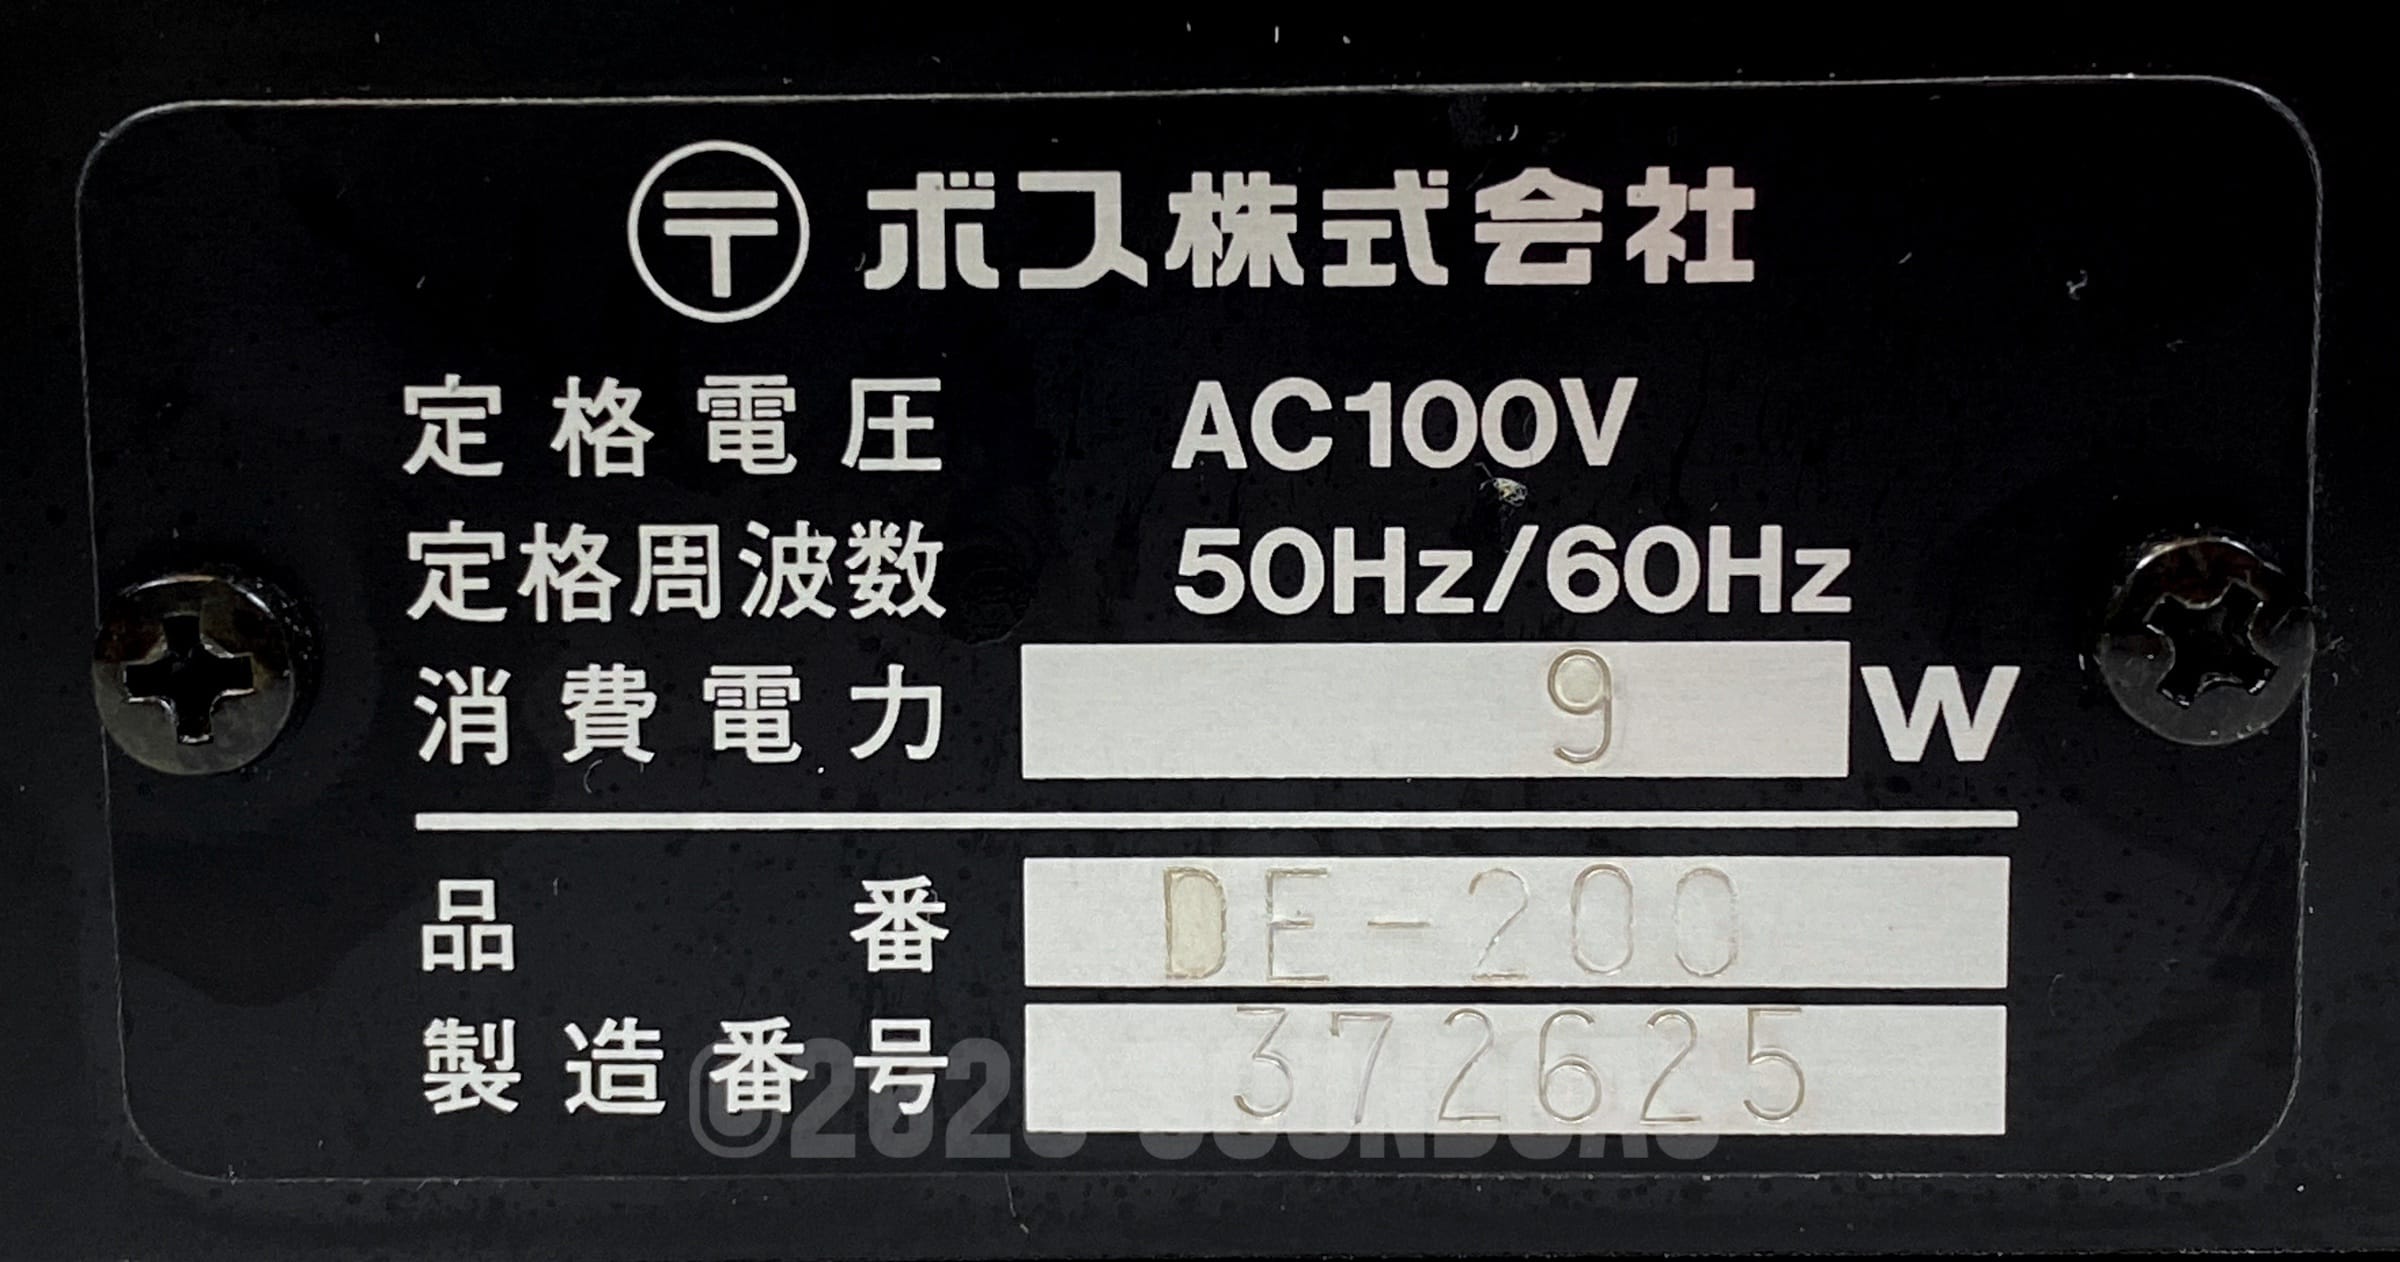 〒 ボス株式会社
定格電圧 AC100V
定格周波数 50Hz/60Hz
消費電力 9 W
品番 DE-200
製造番号 372625